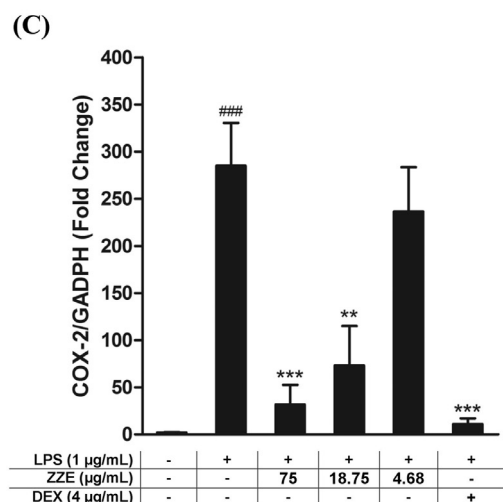 (C)
COX-2/GADPH (Fold Change)
400
350
300
250
200
150
100
50
0
###
***
**
***
LPS (1 µg/mL) - + + + + +
ZZE (µg/mL) - - 75 18.75 4.68 -
DEX (4 µg/mL) - - - - - +